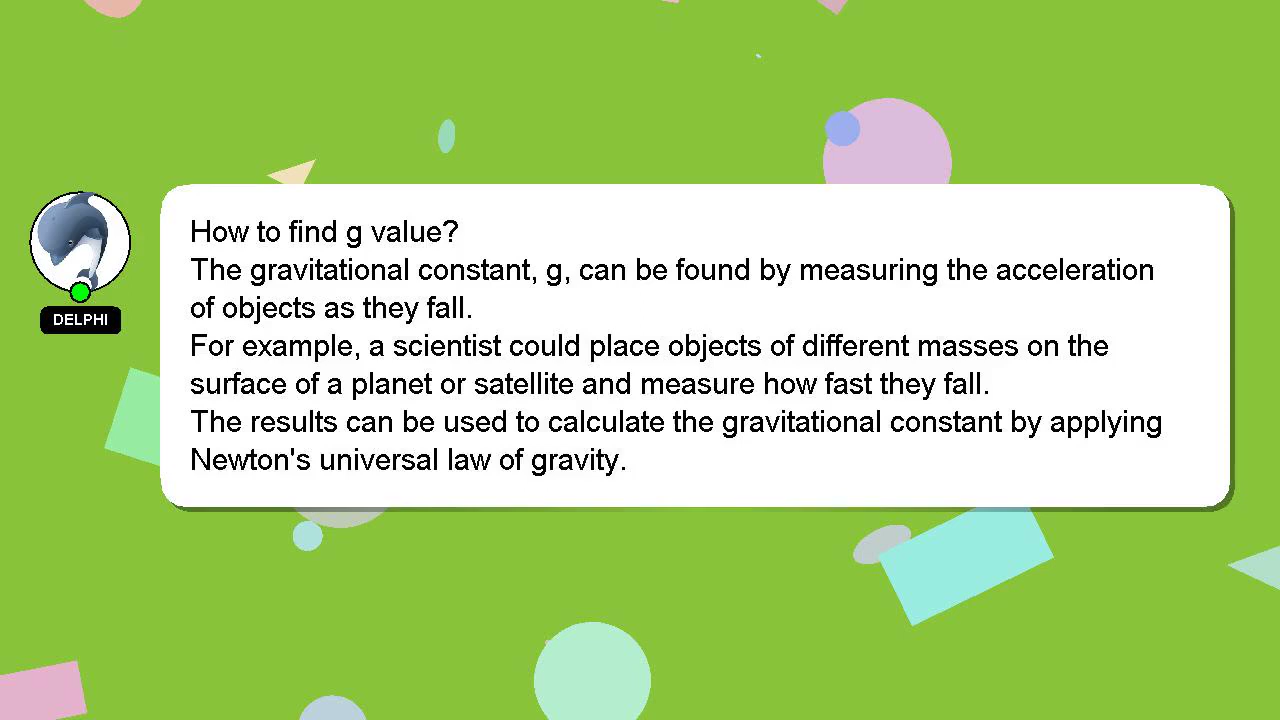 How to find g value?
The gravitational constant, g, can be found by measuring the acceleration
of objects as they fall.
For example, a scientist could place objects of different masses on the
surface of a planet or satellite and measure how fast they fall.
The results can be used to calculate the gravitational constant by applying
Newton's universal law of gravity.
DELPHI